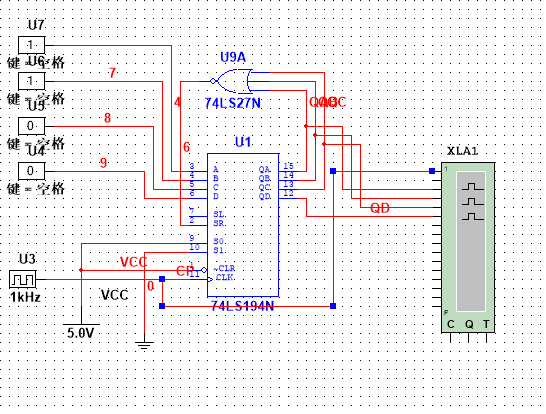 U7
1
键 = 空格
U6
1
7
键 = 空格
U5
0
8
键 = 空格
U4
0
9
键 = 空格
U9A
4
74LS27N
6
U1
3
4
5
6
A
B
C
D
7
2
SL
SR
9
10
S0
S1
~CLR
11
CLK
QA
QB
QC
QD
15
14
13
12
74LS194N
QC
QD
XLA1
1
F
C Q T
U3
1kHz
VCC
CP
0
VCC
5.0V